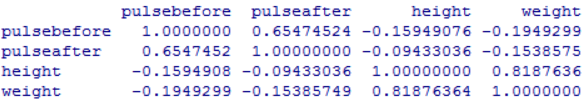 pulsebefore pulseafter height weight
pulsebefore 1.0000000 0.65474524 -0.15949076 -0.1949299
pulseafter 0.6547452 1.00000000 -0.09433036 -0.1538575
height -0.1594908 -0.09433036 1.00000000 0.8187636
weight -0.1949299 -0.15385749 0.81876364 1.0000000